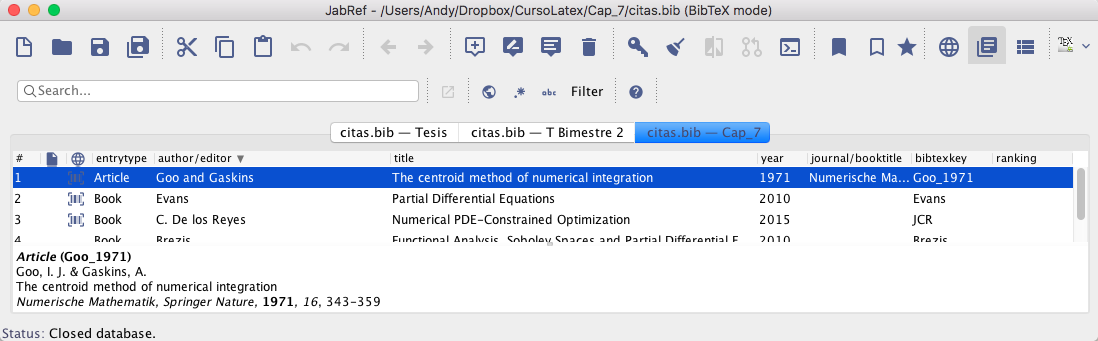 JabRef - /Users/Andy/Dropbox/CursoLatex/Cap_7/citas.bib (BibTeX mode)
TEX
Search...
.* abc Filter ?
citas.bib — Tesis citas.bib — T Bimestre 2 citas.bib — Cap_7
# entrytype author/editor ▼ title year journal/booktitle bibtexkey ranking
1 Article Goo and Gaskins The centroid method of numerical integration 1971 Numerische Ma... Goo_1971
2 Book Evans Partial Differential Equations 2010 Evans
3 Book C. De los Reyes Numerical PDE-Constrained Optimization 2015 JCR
4 Book Brezis Functional Analysis, Sobolev Spaces and Partial Differential E... 2010 Brezis
Article (Goo_1971)
Goo, I. J. & Gaskins, A.
The centroid method of numerical integration
Numerische Mathematik, Springer Nature, 1971, 16, 343-359
Status: Closed database.